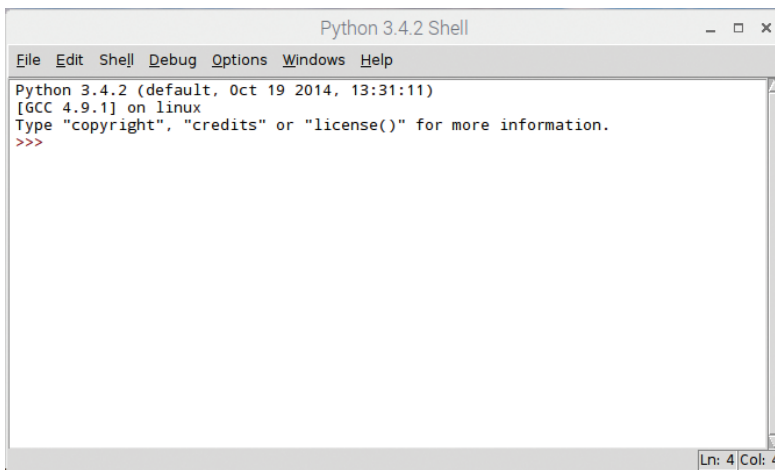 Python 3.4.2 Shell
File Edit Shell Debug Options Windows Help
Python 3.4.2 (default, Oct 19 2014, 13:31:11)
[GCC 4.9.1] on linux
Type "copyright", "credits" or "license()" for more information.
>>>
Ln: 4 Col: 4